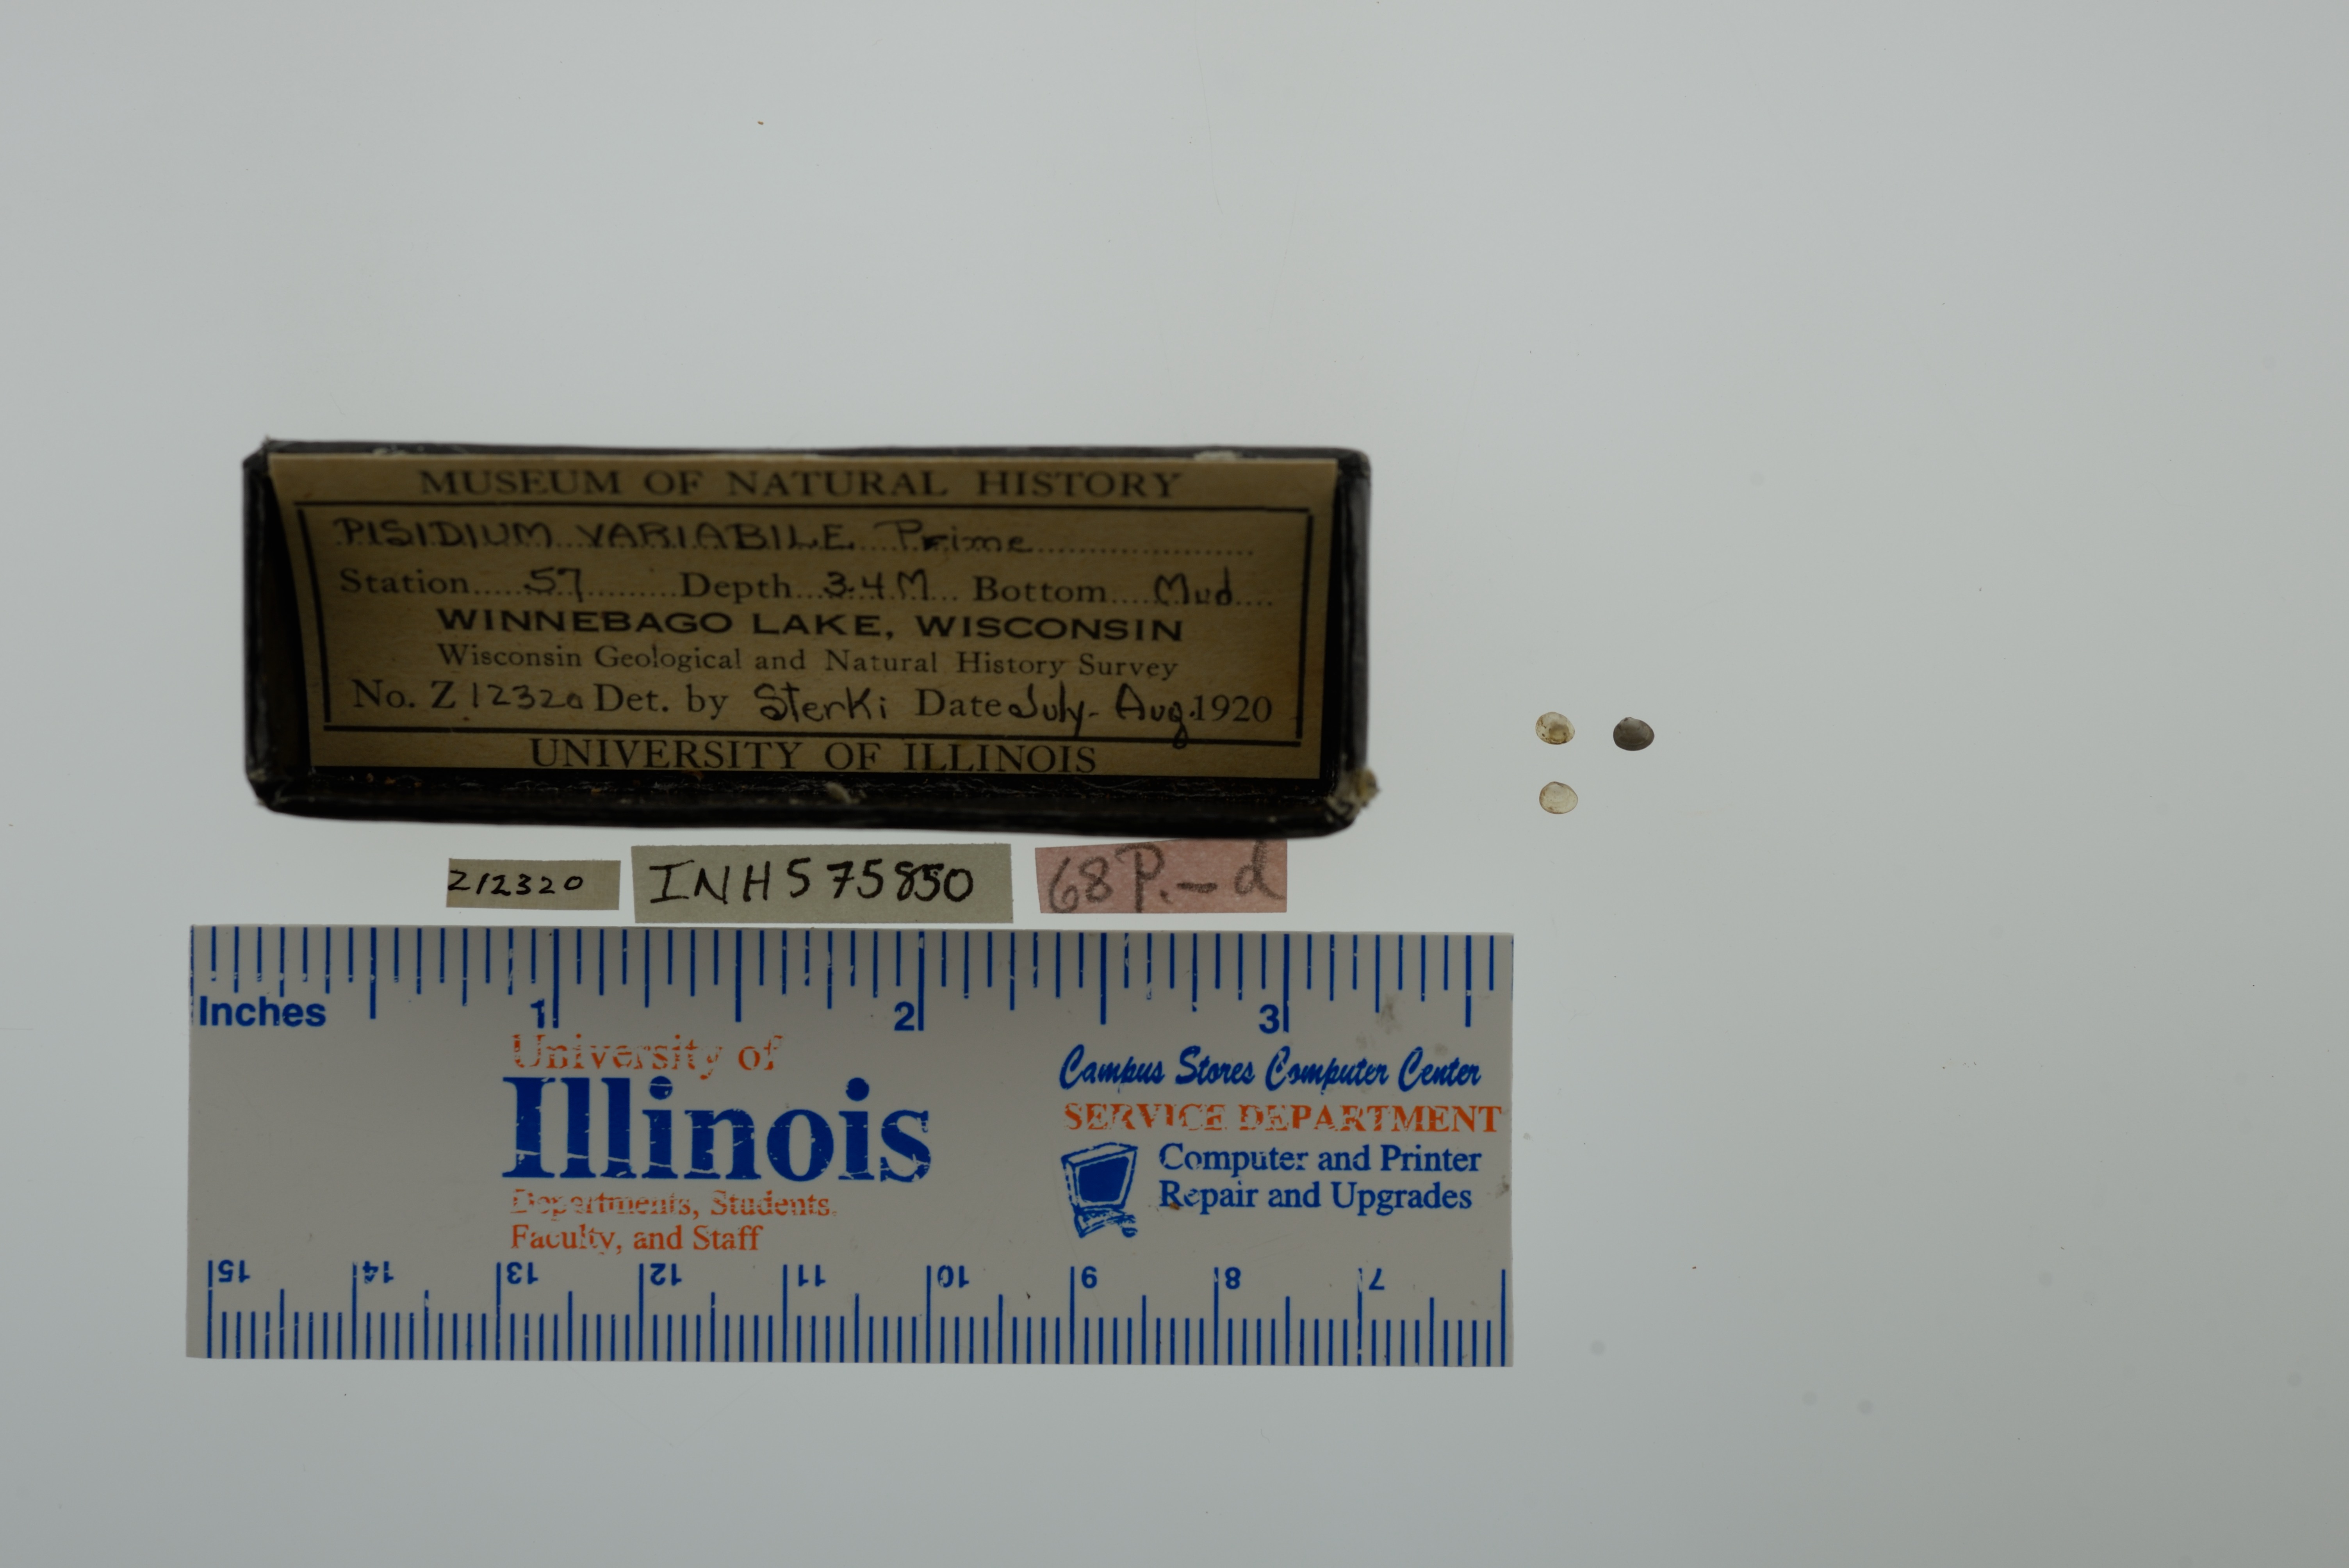 MUSEUM OF NATURAL HISTORY
PISIDIUM VARIABILE Prime
Station 57 Depth 3.4M Bottom Mud
WINNEBAGO LAKE, WISCONSIN
Wisconsin Geological and Natural History Survey
No. Z 12320 Det. by Sterki Date July-Aug. 1920
UNIVERSITY OF ILLINOIS
Z12320 INHS 75850 68P.-d
Inches 1 2 3
University of
Illinois
Departments, Students,
Faculty, and Staff
Campus Stores Computer Center
SERVICE DEPARTMENT
Computer and Printer
Repair and Upgrades
15 14 13 12 11 10 9 8 7